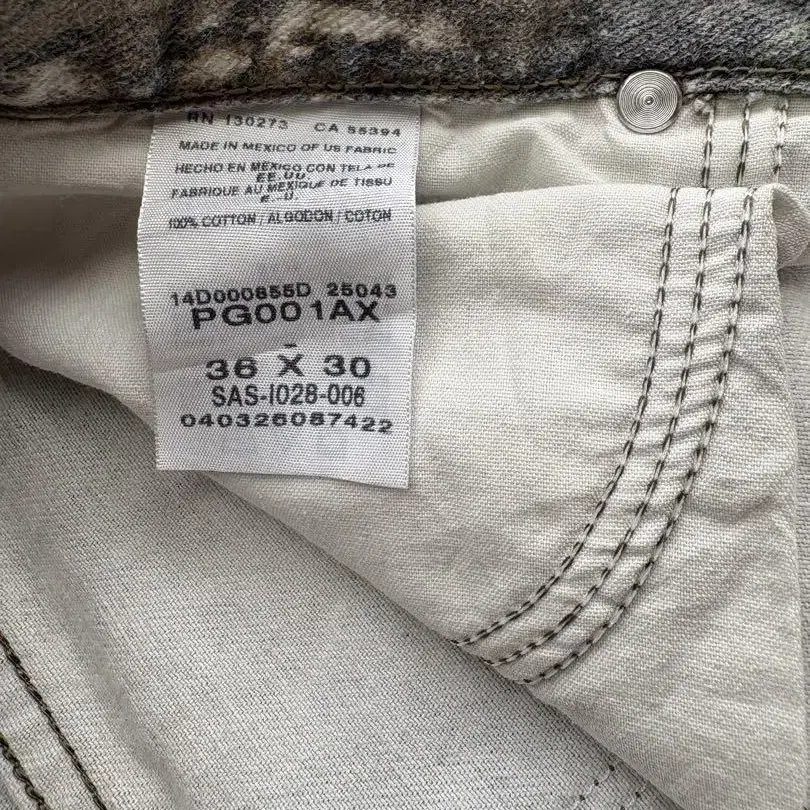 RN 130273 CA 55394
MADE IN MEXICO OF US FABRIC
HECHO EN MEXICO CON TELA DE
EE.UU.
FABRIQUE AU MEXIQUE DE TISSU
E.-U.
100% COTTON / ALGODON / COTON
14D000855D 25043
PG001AX
-
36 X 30
SAS-I028-006
040326087422